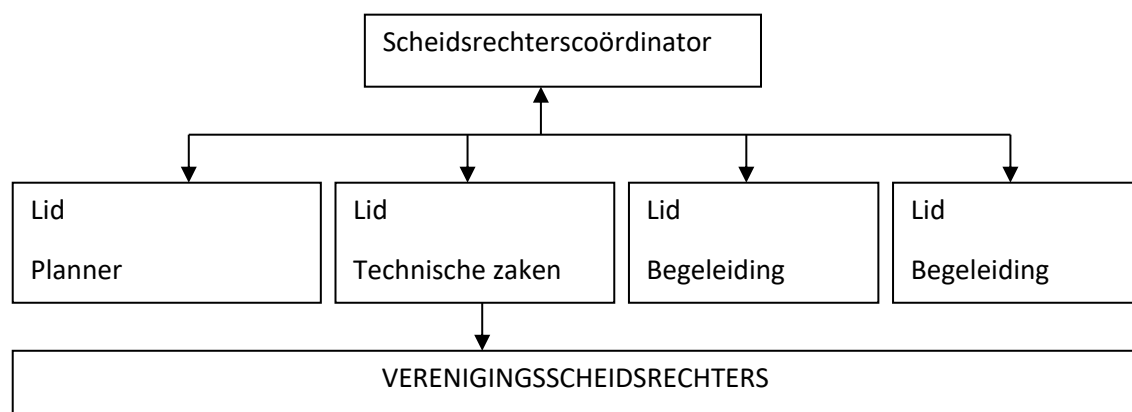 Scheidsrechterscoördinator
Lid
Planner
Lid
Technische zaken
Lid
Begeleiding
Lid
Begeleiding
VERENIGINGSSCHEIDSRECHTERS